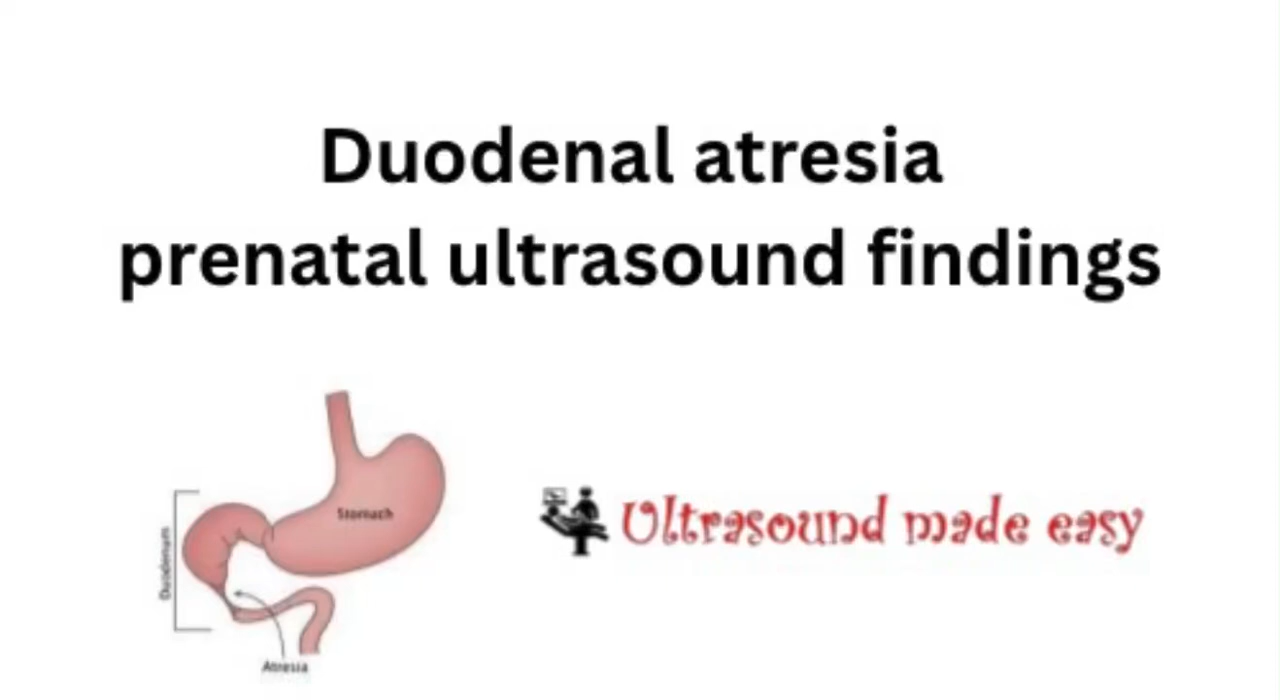 Duodenal atresia
prenatal ultrasound findings
Stomach
Duodenum
Ultrasound made easy
Atresia